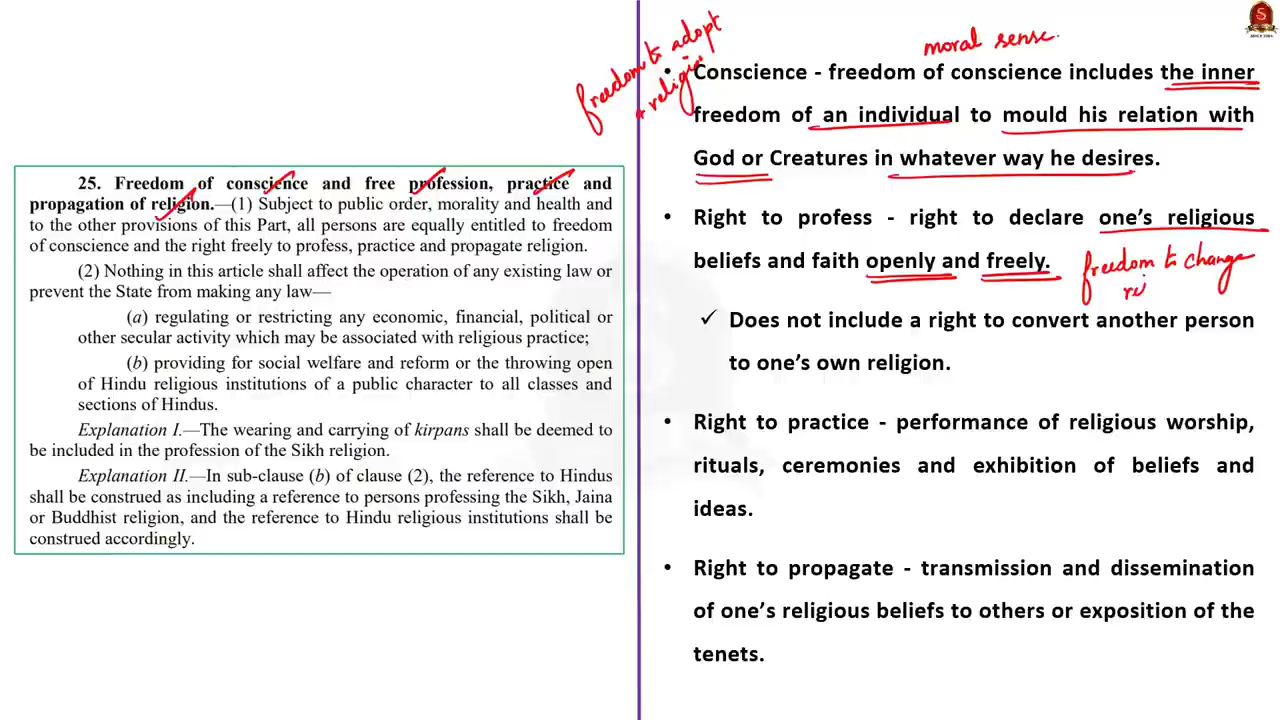 25. Freedom of conscience and free profession, practice and
propagation of religion.—(1) Subject to public order, morality and health and
to the other provisions of this Part, all persons are equally entitled to freedom
of conscience and the right freely to profess, practice and propagate religion.
(2) Nothing in this article shall affect the operation of any existing law or
prevent the State from making any law—
(a) regulating or restricting any economic, financial, political or
other secular activity which may be associated with religious practice;
(b) providing for social welfare and reform or the throwing open
of Hindu religious institutions of a public character to all classes and
sections of Hindus.
Explanation I.—The wearing and carrying of kirpans shall be deemed to
be included in the profession of the Sikh religion.
Explanation II.—In sub-clause (b) of clause (2), the reference to Hindus
shall be construed as including a reference to persons professing the Sikh, Jaina
or Buddhist religion, and the reference to Hindu religious institutions shall be
construed accordingly.
freedom to adopt
a religion
moral sense.
• Conscience - freedom of conscience includes the inner
freedom of an individual to mould his relation with
God or Creatures in whatever way he desires.
• Right to profess - right to declare one's religious
beliefs and faith openly and freely.
freedom to change
re
✓ Does not include a right to convert another person
to one's own religion.
• Right to practice - performance of religious worship,
rituals, ceremonies and exhibition of beliefs and
ideas.
• Right to propagate - transmission and dissemination
of one's religious beliefs to others or exposition of the
tenets.